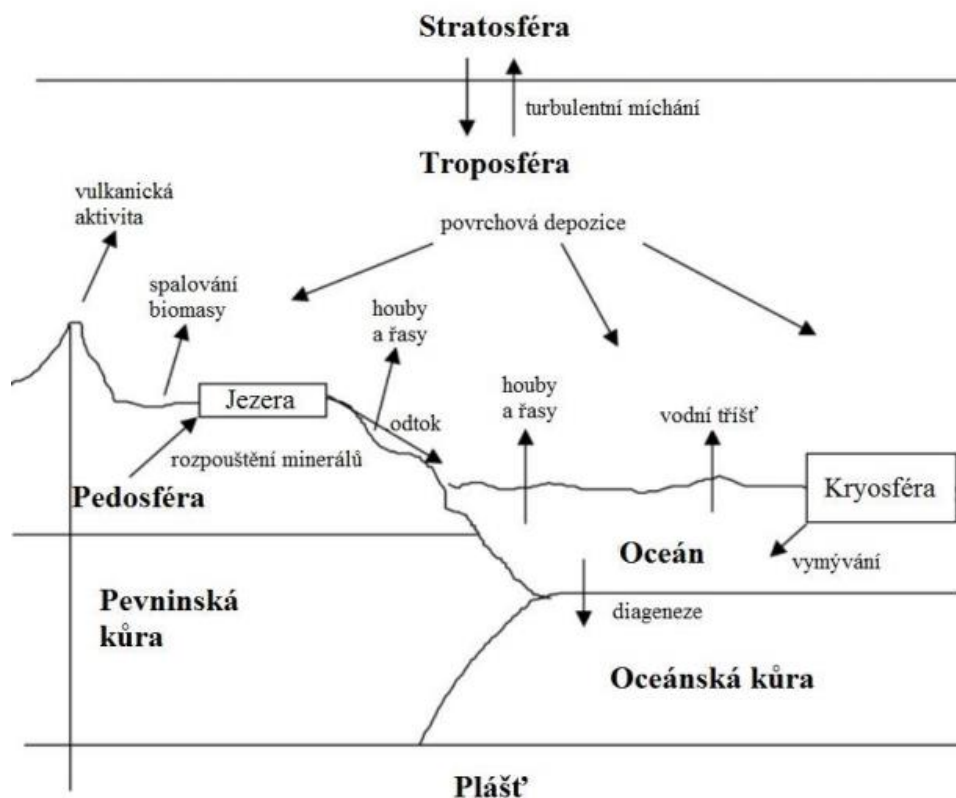 Stratosféra
turbulentní míchání
Troposféra
vulkanická
aktivita
povrchová depozice
spalování
biomasy
houby
a řasy
houby
a řasy
Jezera
odtok
vodní tříšť
rozpouštění minerálů
Pedosféra
Kryosféra
Oceán
vymývání
Pevninská
kůra
diageneze
Oceánská kůra
Plášť